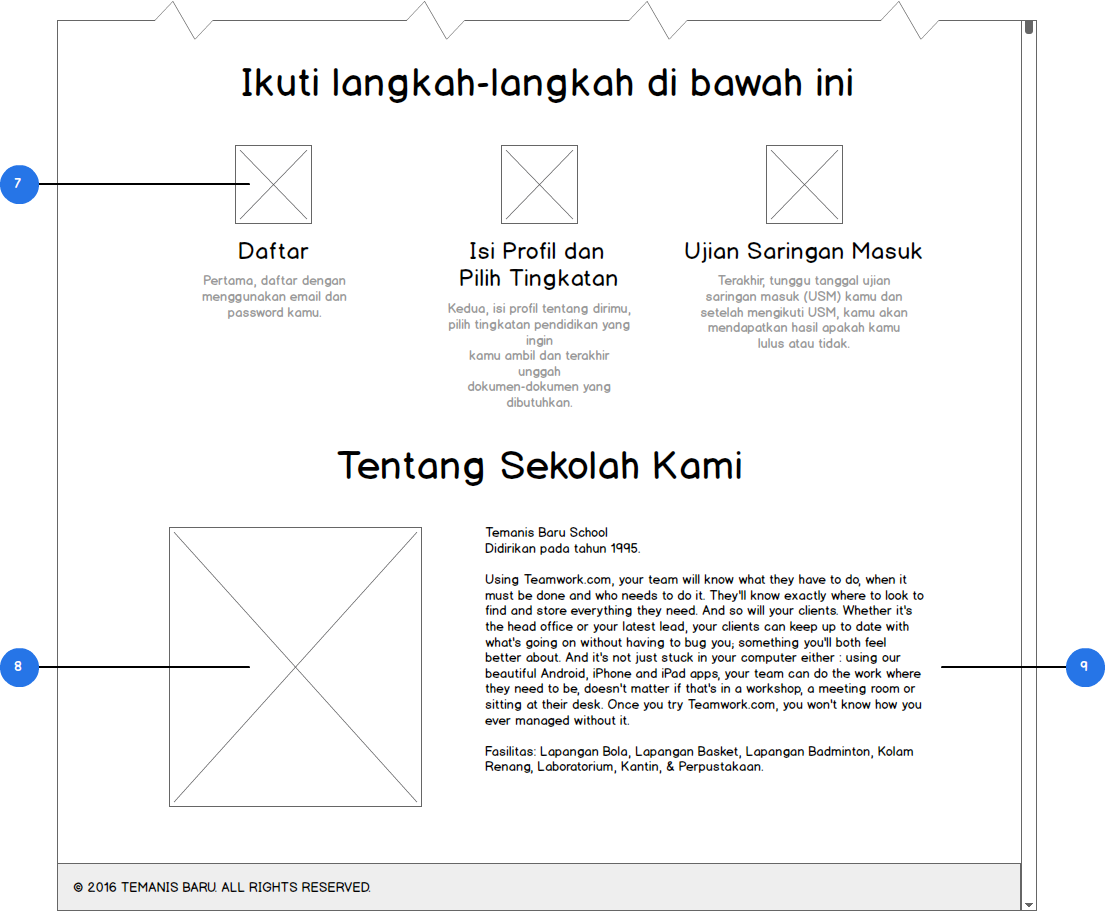 Ikuti langkah-langkah di bawah ini
7
Daftar
Pertama, daftar dengan
menggunakan email dan
password kamu.
Isi Profil dan
Pilih Tingkatan
Kedua, isi profil tentang dirimu,
pilih tingkatan pendidikan yang
ingin
kamu ambil dan terakhir
unggah
dokumen-dokumen yang
dibutuhkan.
Ujian Saringan Masuk
Terakhir, tunggu tanggal ujian
saringan masuk (USM) kamu dan
setelah mengikuti USM, kamu akan
mendapatkan hasil apakah kamu
lulus atau tidak.
Tentang Sekolah Kami
8
Temanis Baru School
Didirikan pada tahun 1995.
Using Teamwork.com, your team will know what they have to do, when it
must be done and who needs to do it. They'll know exactly where to look to
find and store everything they need. And so will your clients. Whether it's
the head office or your latest lead, your clients can keep up to date with
what's going on without having to bug you; something you'll both feel
better about. And it's not just stuck in your computer either : using our
beautiful Android, iPhone and iPad apps, your team can do the work where
they need to be, doesn't matter if that's in a workshop, a meeting room or
sitting at their desk. Once you try Teamwork.com, you won't know how you
ever managed without it.
Fasilitas: Lapangan Bola, Lapangan Basket, Lapangan Badminton, Kolam
Renang, Laboratorium, Kantin, & Perpustakaan.
9
© 2016 TEMANIS BARU. ALL RIGHTS RESERVED.